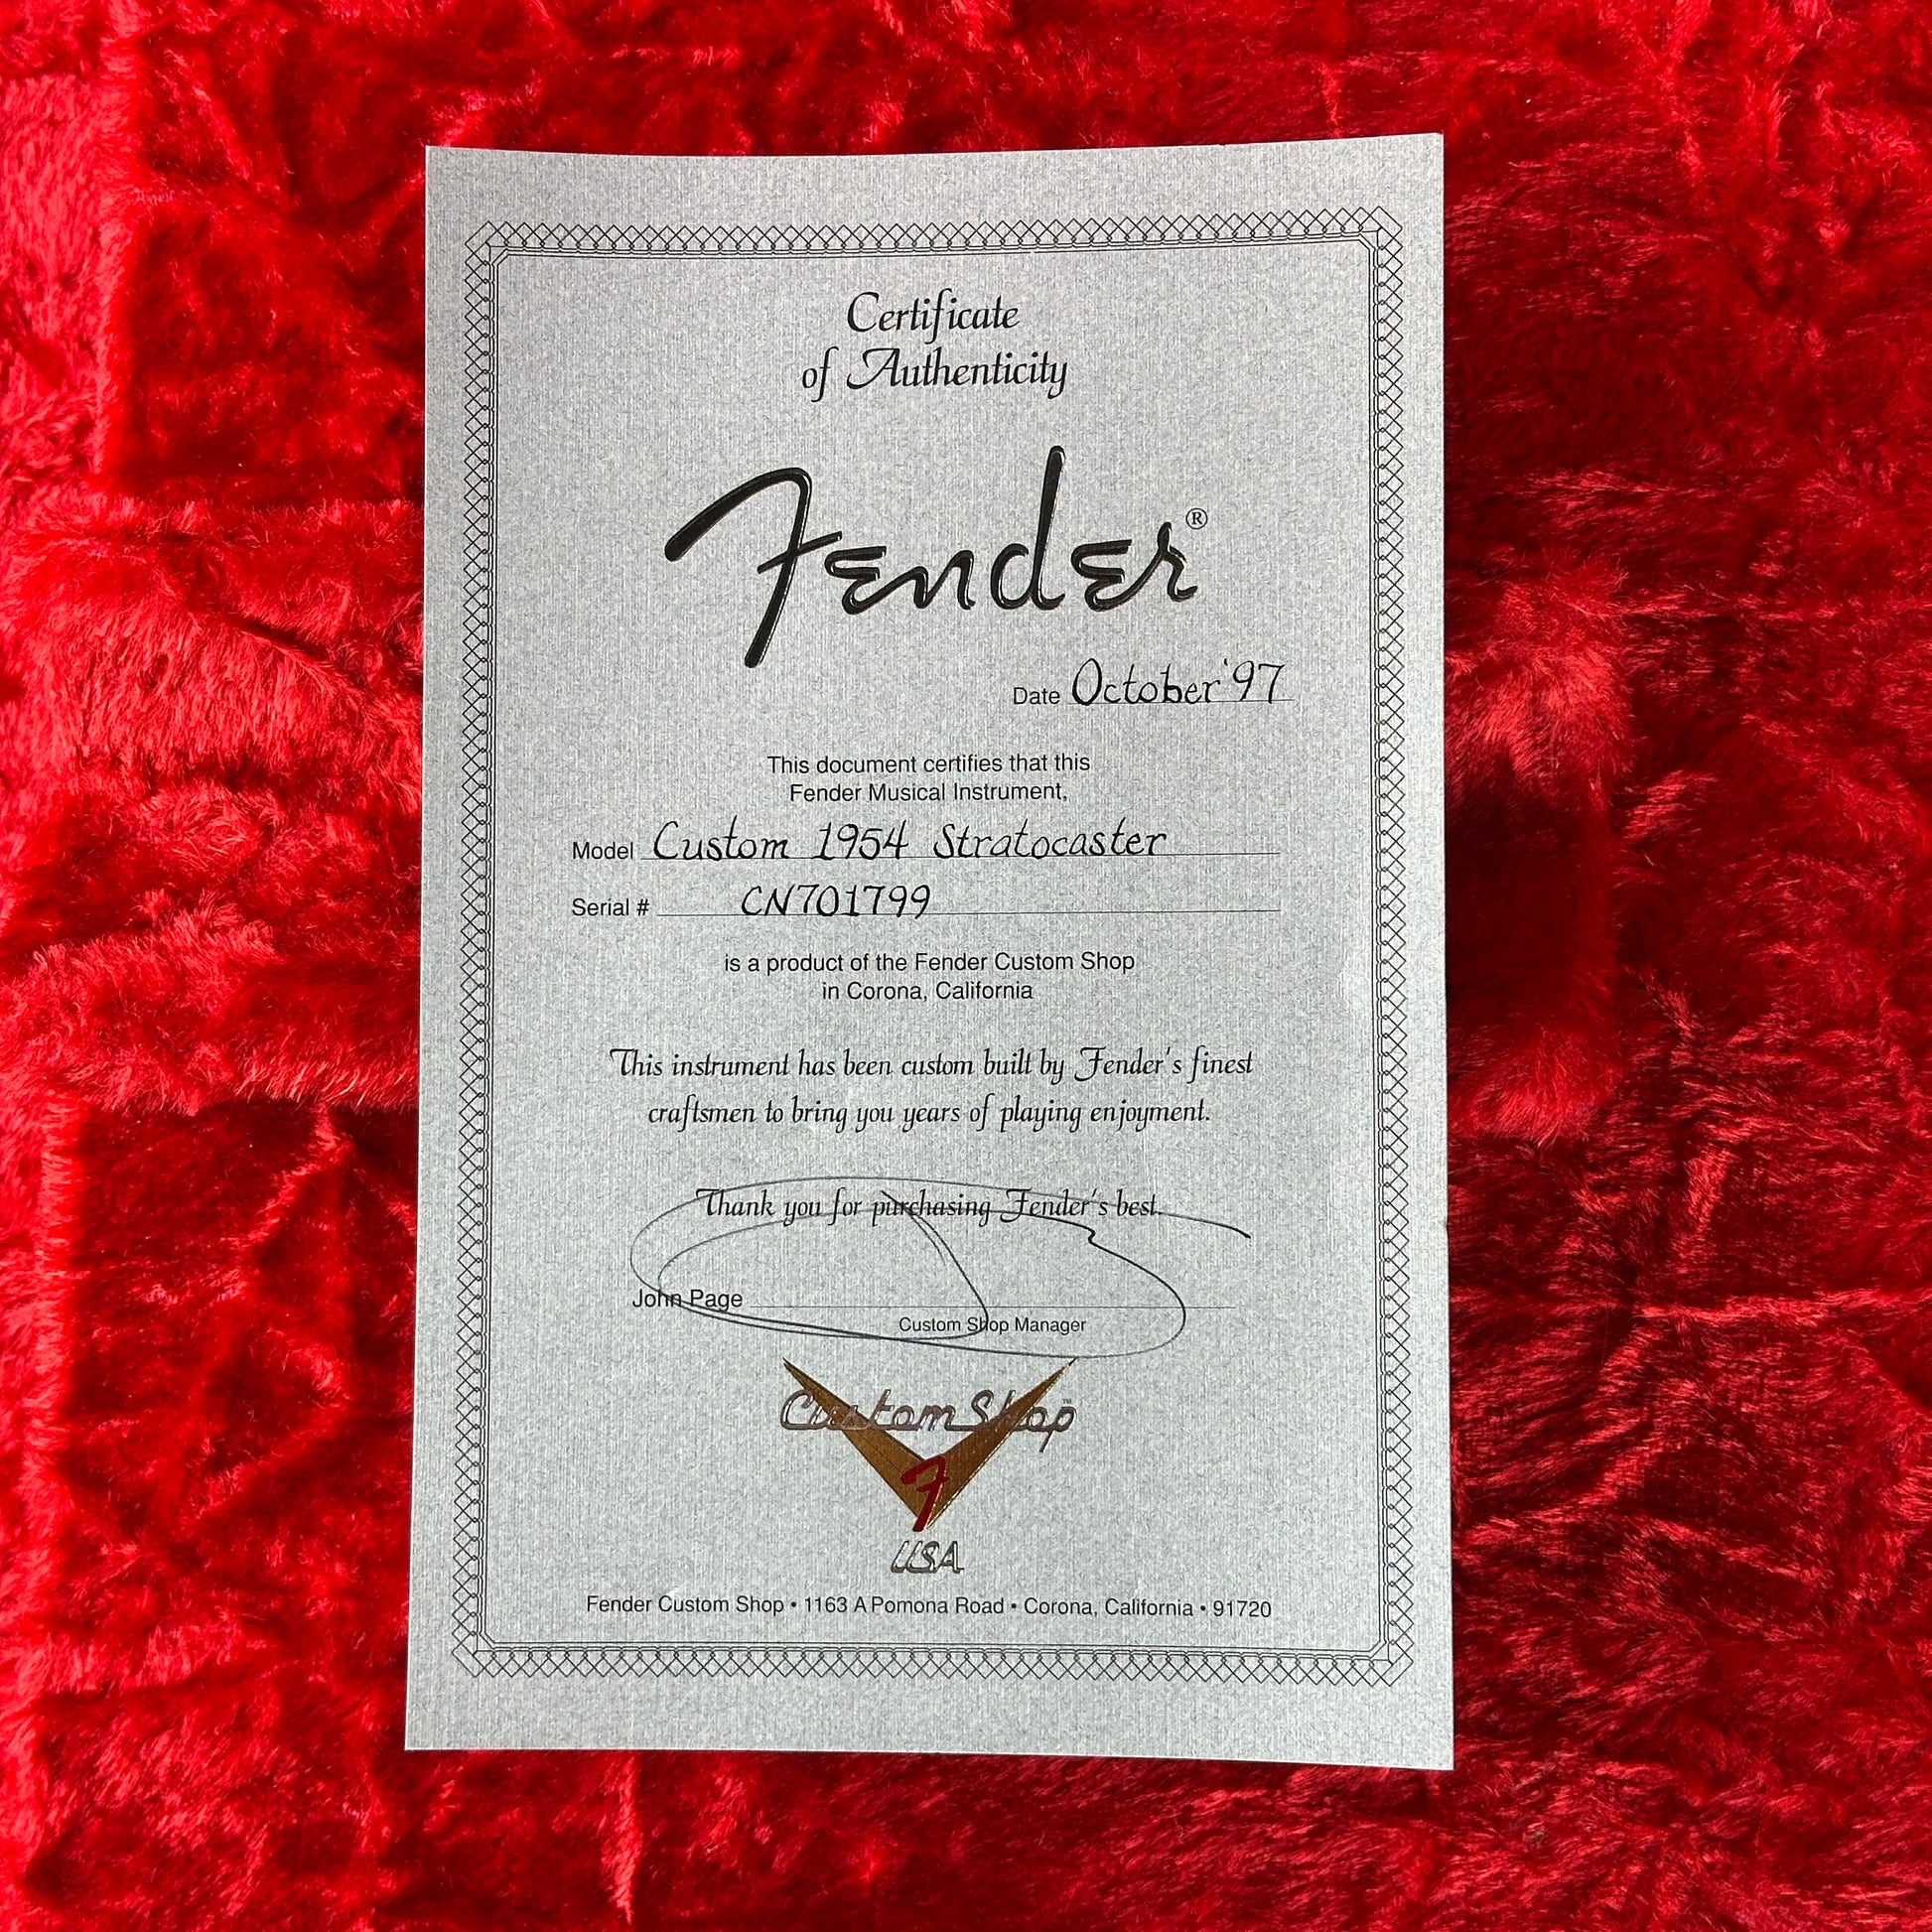 Certificate
of Authenticity
Fender®
Date October '97
This document certifies that this
Fender Musical Instrument,
Model Custom 1954 Stratocaster
Serial # CN701799
is a product of the Fender Custom Shop
in Corona, California
This instrument has been custom built by Fender's finest
craftsmen to bring you years of playing enjoyment.
Thank you for purchasing Fender's best.
John Page
Custom Shop Manager
Custom Shop™
F
USA
Fender Custom Shop • 1163 A Pomona Road • Corona, California • 91720